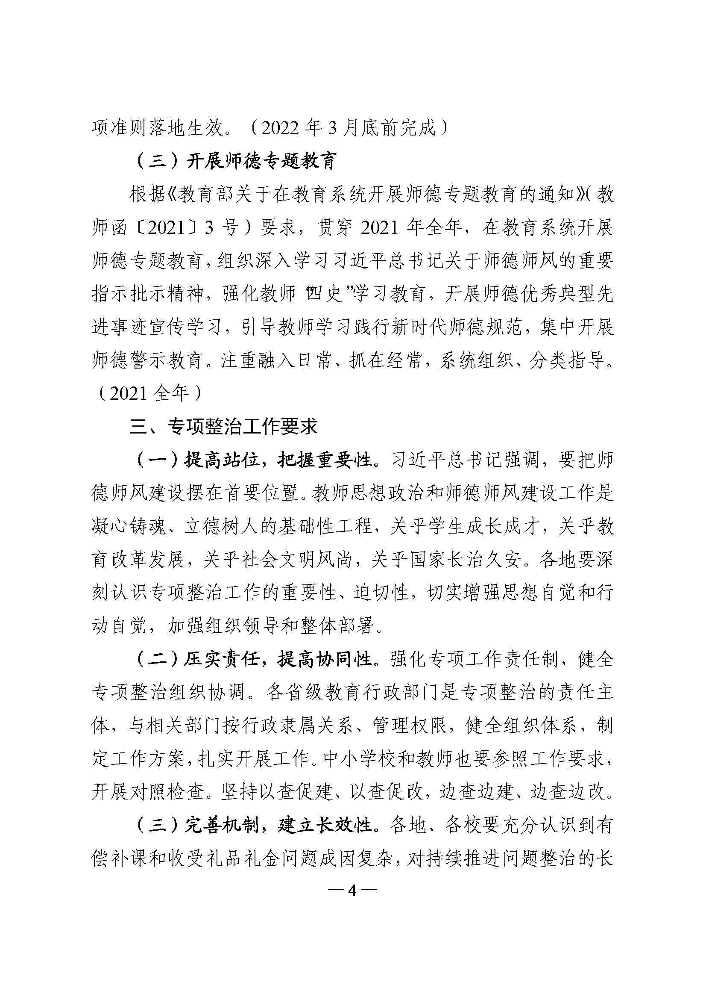 项准则落地生效。（2022 年 3 月底前完成）
（三）开展师德专题教育
根据《教育部关于在教育系统开展师德专题教育的通知》（教
师函〔2021〕3 号）要求，贯穿 2021 年全年，在教育系统开展
师德专题教育，组织深入学习习近平总书记关于师德师风的重要
指示批示精神，强化教师“四史”学习教育，开展师德优秀典型先
进事迹宣传学习，引导教师学习践行新时代师德规范，集中开展
师德警示教育。注重融入日常、抓在经常，系统组织、分类指导。
（2021 全年）
三、专项整治工作要求
（一）提高站位，把握重要性。习近平总书记强调，要把师
德师风建设摆在首要位置。教师思想政治和师德师风建设工作是
凝心铸魂、立德树人的基础性工程，关乎学生成长成才，关乎教
育改革发展，关乎社会文明风尚，关乎国家长治久安。各地要深
刻认识专项整治工作的重要性、迫切性，切实增强思想自觉和行
动自觉，加强组织领导和整体部署。
（二）压实责任，提高协同性。强化专项工作责任制，健全
专项整治组织协调。各省级教育行政部门是专项整治的责任主
体，与相关部门按行政隶属关系、管理权限，健全组织体系，制
定工作方案，扎实开展工作。中小学校和教师也要参照工作要求，
开展对照检查。坚持以查促建、以查促改，边查边建、边查边改。
（三）完善机制，建立长效性。各地、各校要充分认识到有
偿补课和收受礼品礼金问题成因复杂，对持续推进问题整治的长
— 4 —